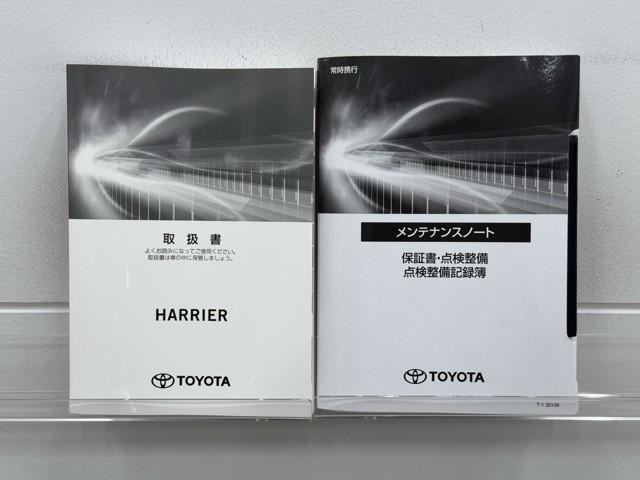 取扱書
よくお読みになってご使用ください。
取扱書は車の中に保管しましょう。
HARRIER
TOYOTA
常時携行
メンテナンスノート
保証書・点検整備
点検整備記録簿
TOYOTA